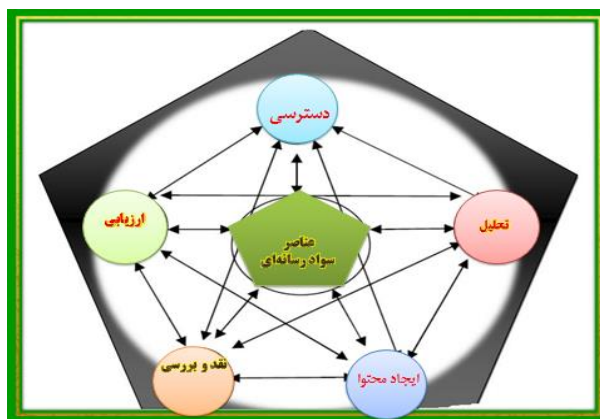 دسترسی
ارزیابی
تحلیل
عناصر
سواد رسانه‌ای
نقد و بررسی
ایجاد محتوا